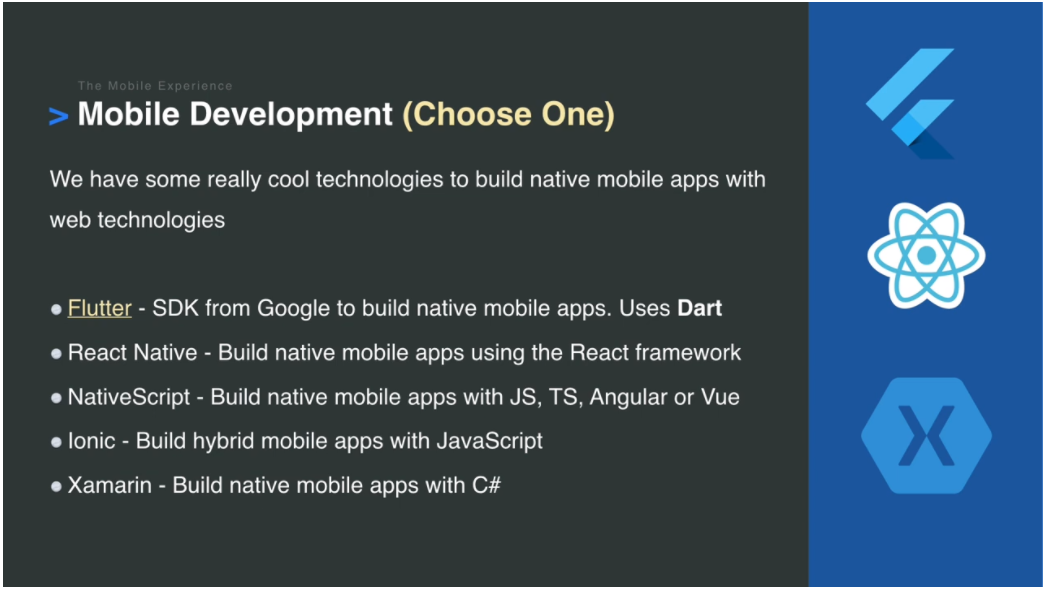 The Mobile Experience
> Mobile Development (Choose One)
We have some really cool technologies to build native mobile apps with
web technologies
● Flutter - SDK from Google to build native mobile apps. Uses Dart
● React Native - Build native mobile apps using the React framework
● NativeScript - Build native mobile apps with JS, TS, Angular or Vue
● Ionic - Build hybrid mobile apps with JavaScript
● Xamarin - Build native mobile apps with C#